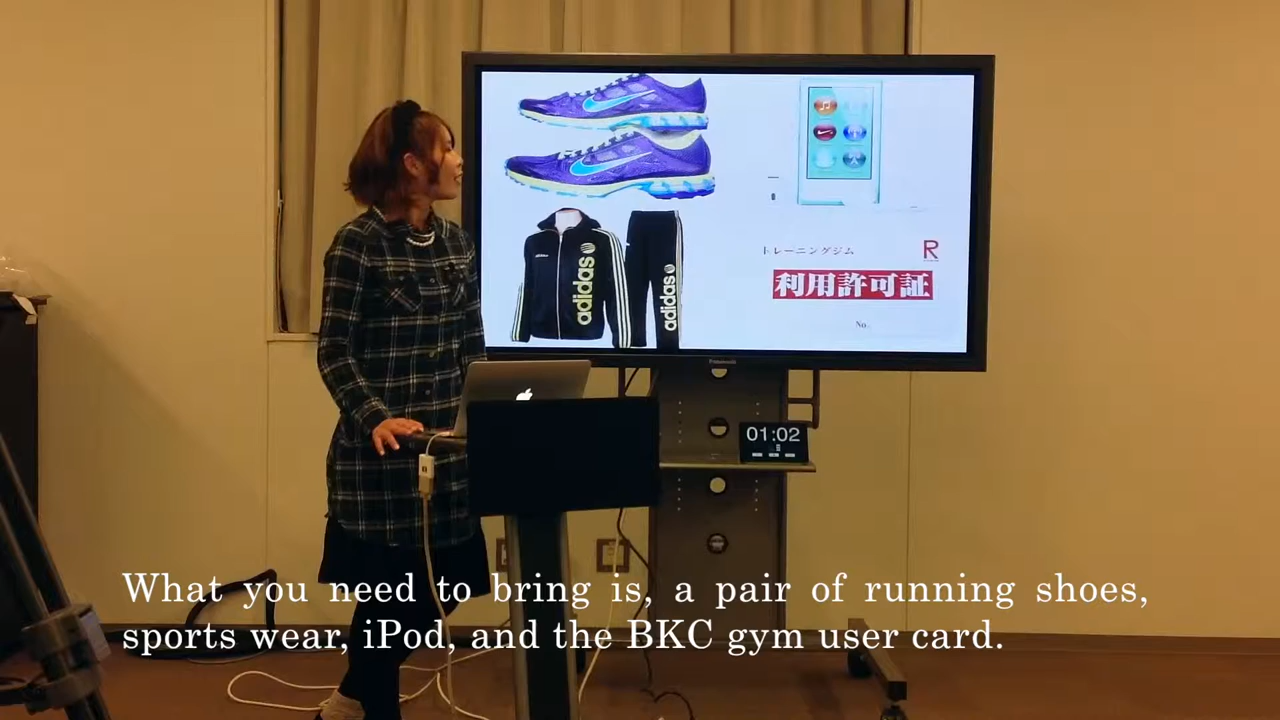 adidas
adidas
トレーニングジム
R
利用許可証
No.
Panasonic
01:02
What you need to bring is, a pair of running shoes,
sports wear, iPod, and the BKC gym user card.